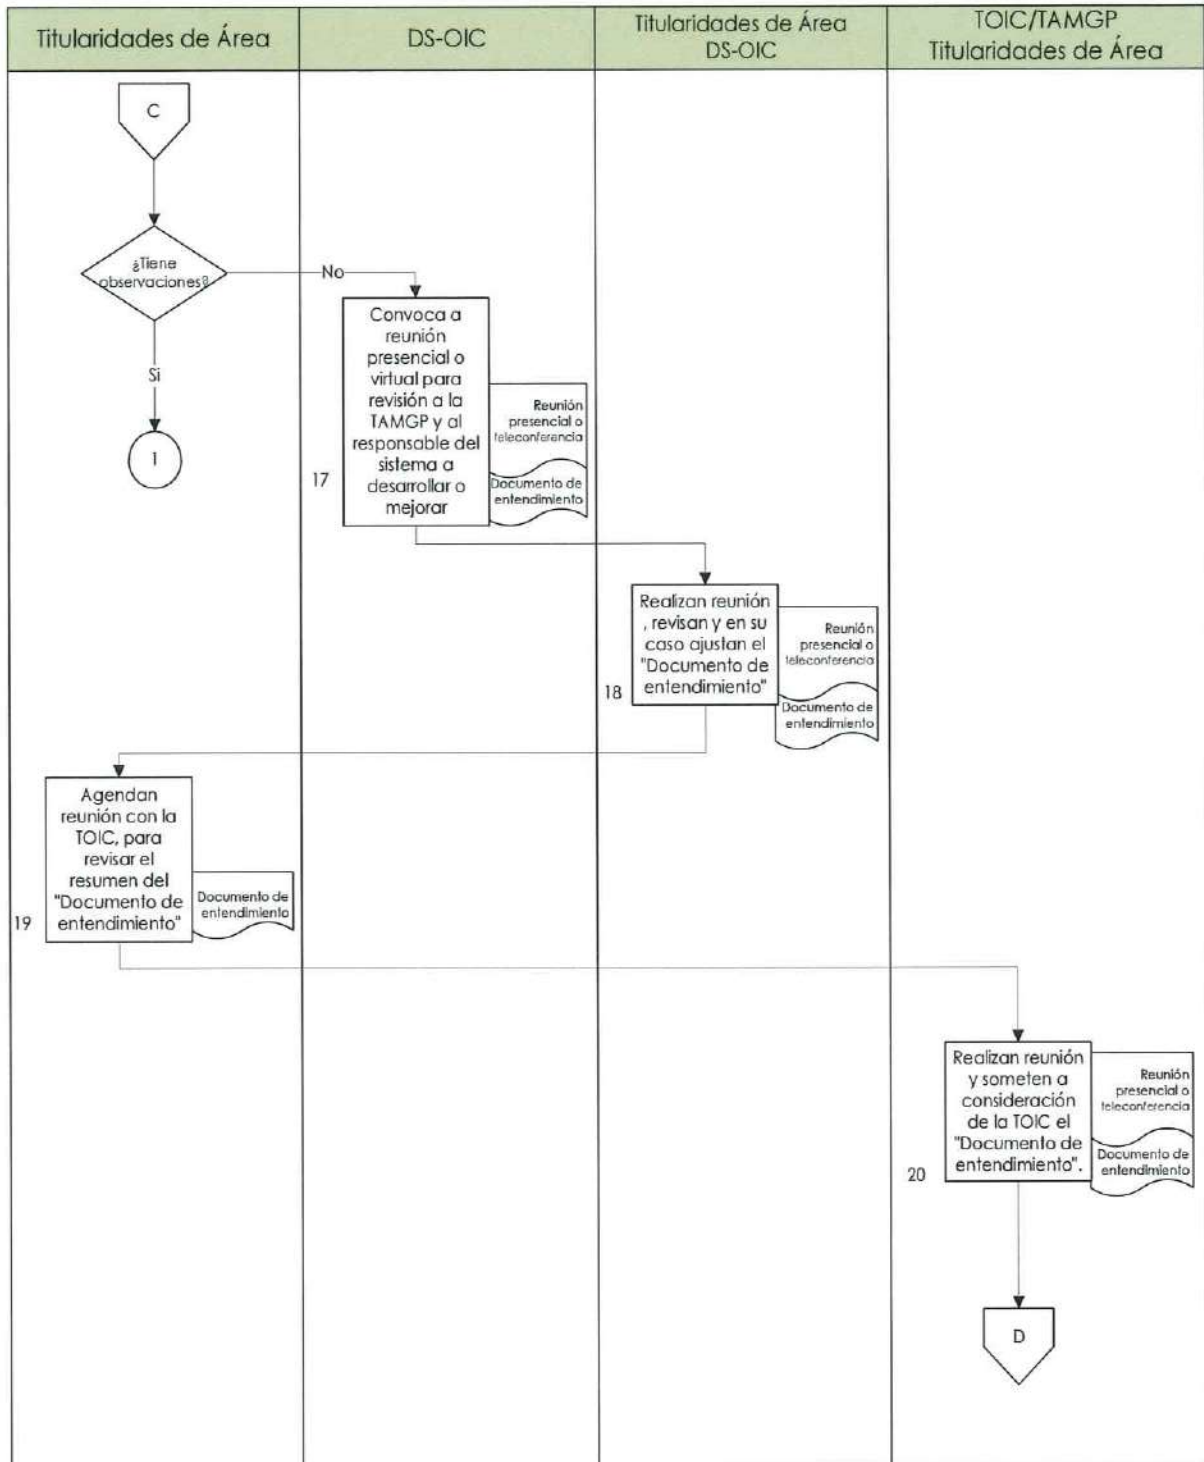 Titularidades de Área
DS-OIC
Titularidades de Área
DS-OIC
TOIC/TAMGP
Titularidades de Área
C
¿Tiene
observaciones?
No
Si
1
17
Convoca a
reunión
presencial o
virtual para
revisión a la
TAMGP y al
responsable del
sistema a
desarrollar o
mejorar
Reunión
presencial o
teleconferencia
Documento de
entendimiento
18
Realizan reunión
, revisan y en su
caso ajustan el
"Documento de
entendimiento"
Reunión
presencial o
teleconferencia
Documento de
entendimiento
19
Agendan
reunión con la
TOIC, para
revisar el
resumen del
"Documento de
entendimiento"
Documento de
entendimiento
20
Realizan reunión
y someten a
consideración
de la TOIC el
"Documento de
entendimiento".
Reunión
presencial o
teleconferencia
Documento de
entendimiento
D